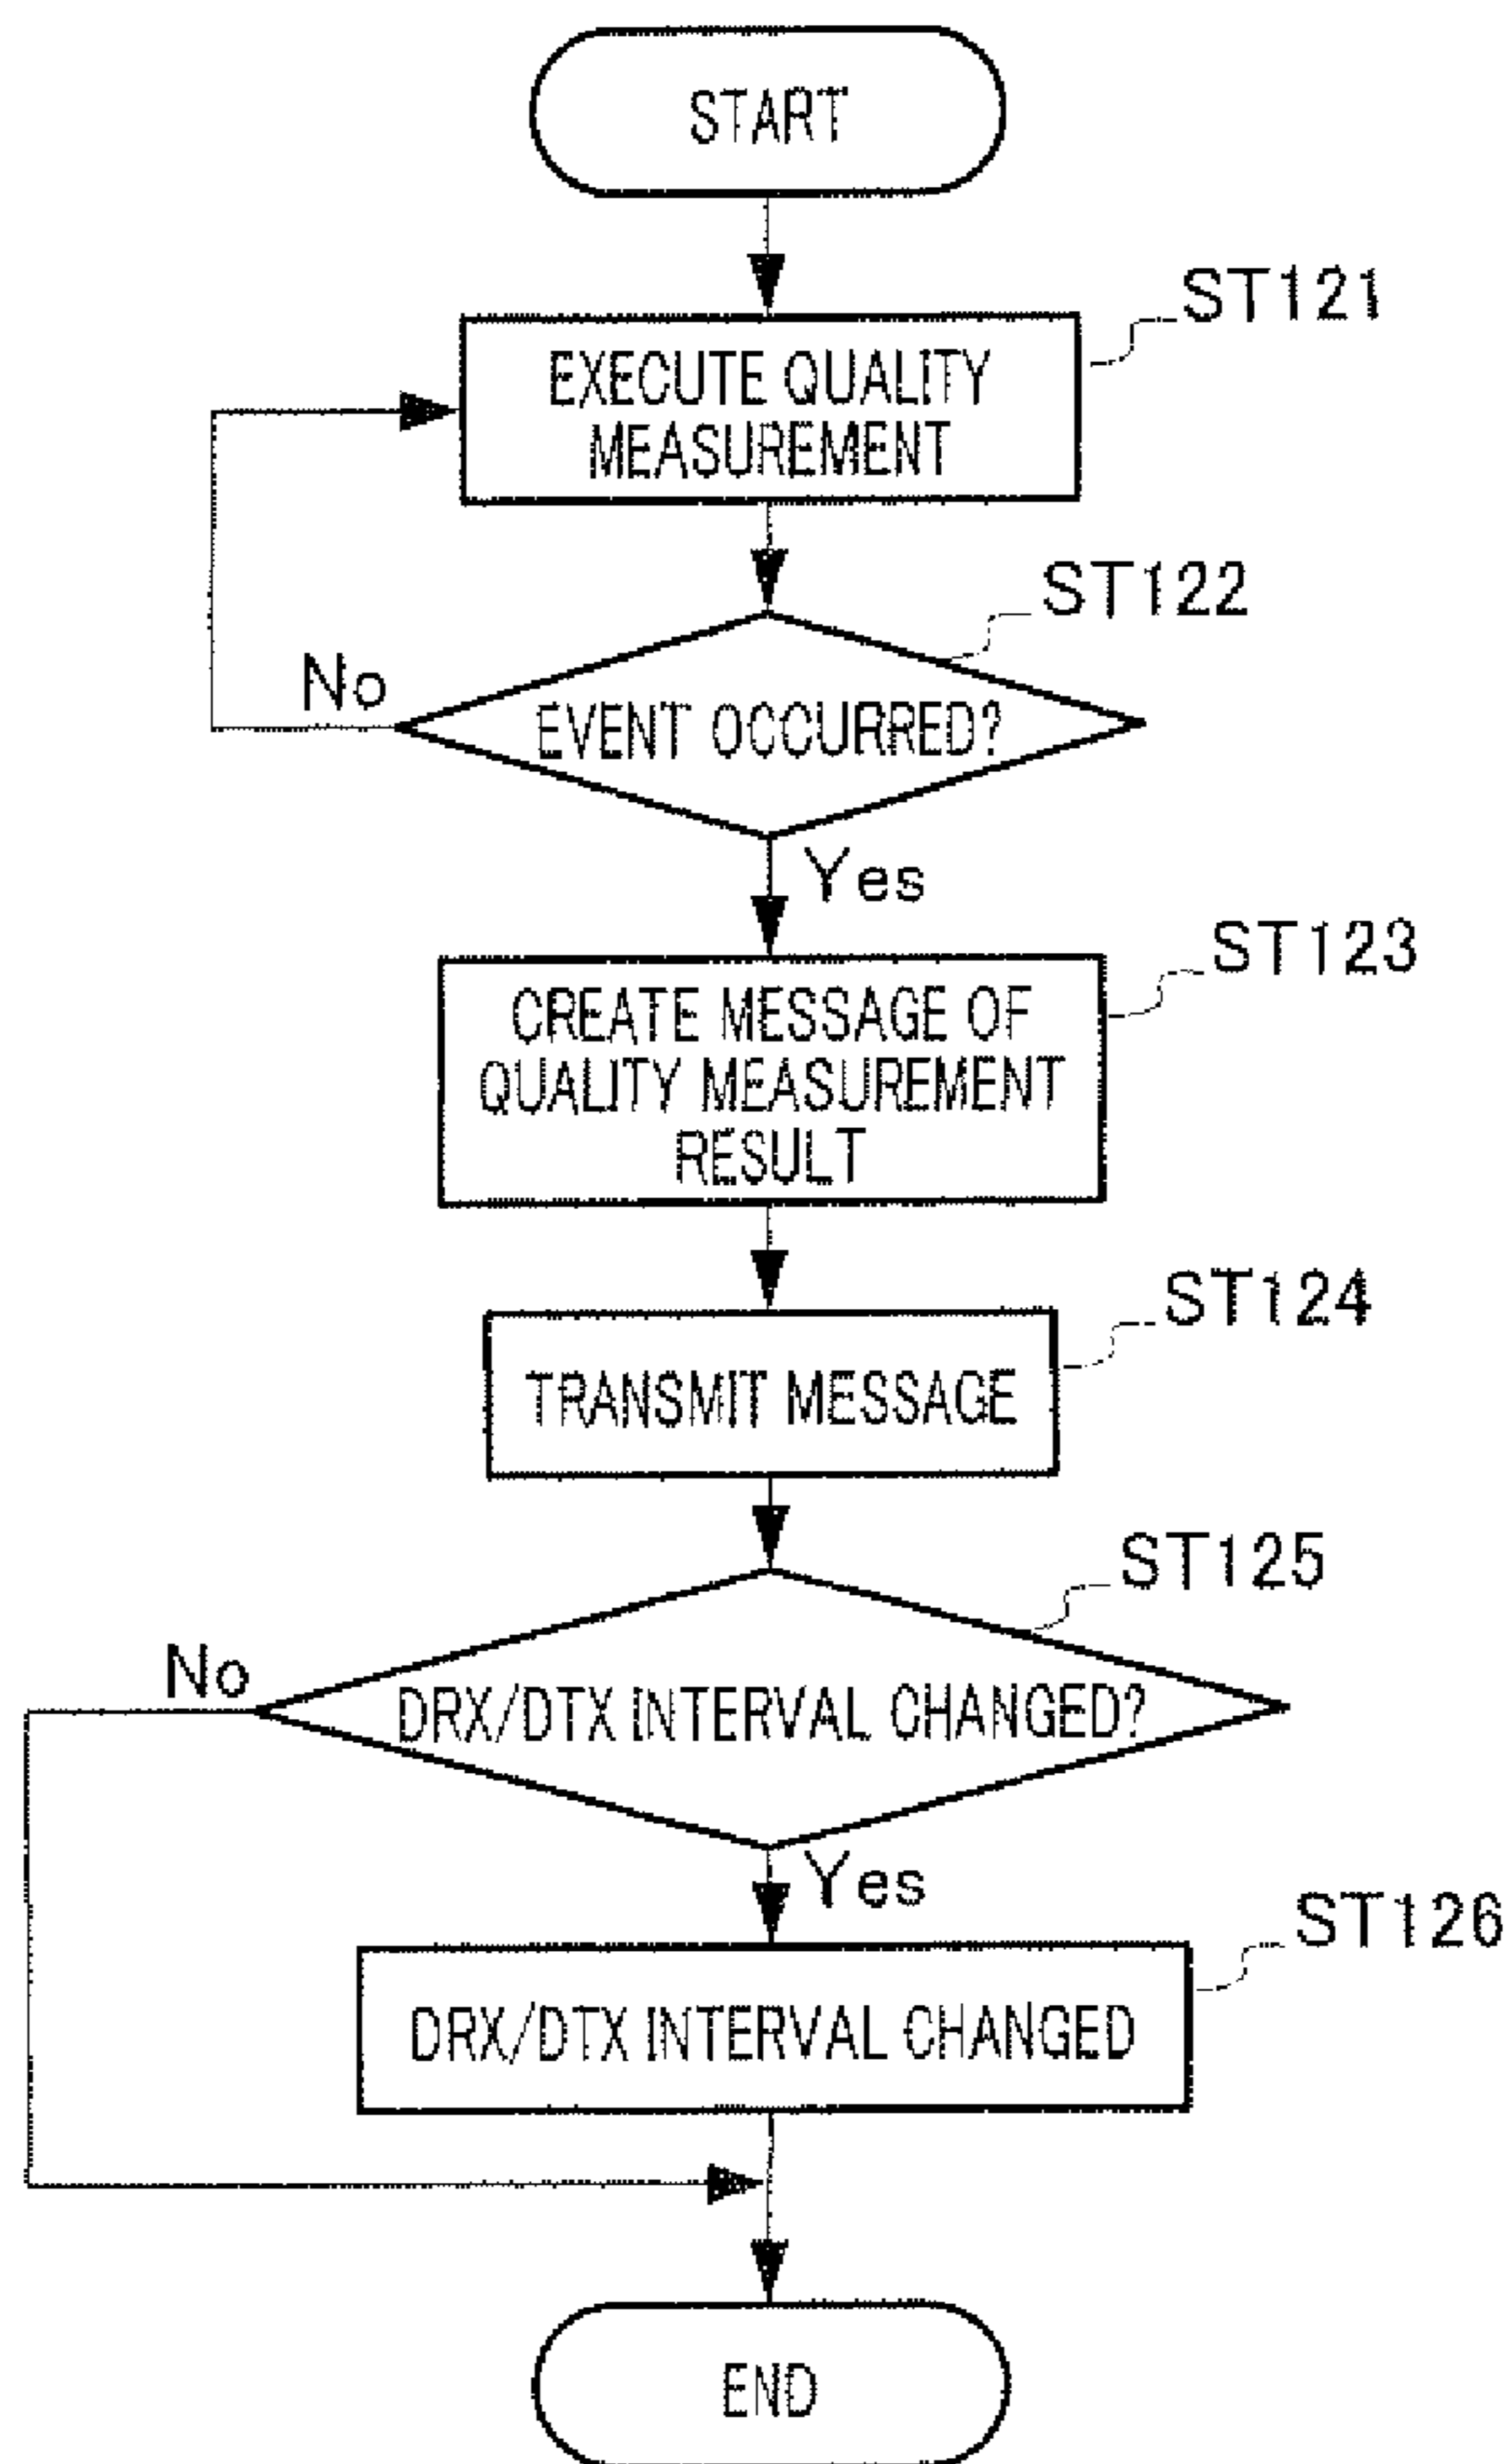 START
ST121
EXECUTE QUALITY
MEASUREMENT
ST122
No
EVENT OCCURRED?
Yes
ST123
CREATE MESSAGE OF
QUALITY MEASUREMENT
RESULT
ST124
TRANSMIT MESSAGE
ST125
No
DRX/DTX INTERVAL CHANGED?
Yes
ST126
DRX/DTX INTERVAL CHANGED
END